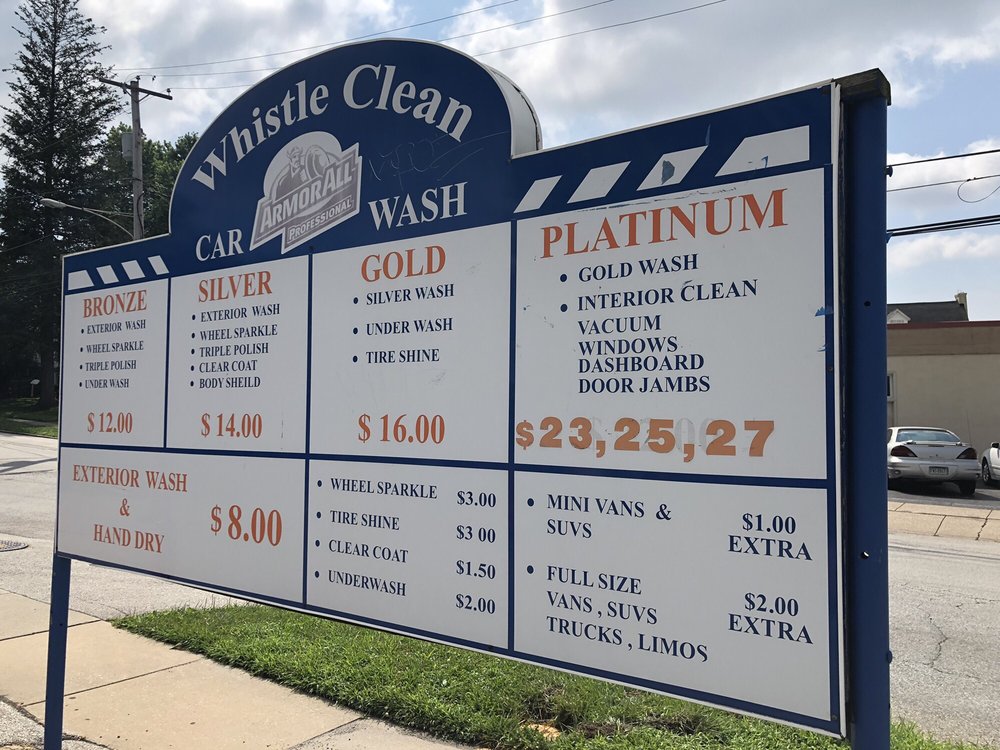 Whistle Clean
ARMORALL
PROFESSIONAL
CAR WASH
BRONZE
• EXTERIOR WASH
• WHEEL SPARKLE
• TRIPLE POLISH
• UNDER WASH
$ 12.00
SILVER
• EXTERIOR WASH
• WHEEL SPARKLE
• TRIPLE POLISH
• CLEAR COAT
• BODY SHEILD
$ 14.00
GOLD
• SILVER WASH
• UNDER WASH
• TIRE SHINE
$ 16.00
PLATINUM
• GOLD WASH
• INTERIOR CLEAN
VACUUM
WINDOWS
DASHBOARD
DOOR JAMBS
$23,25,27
EXTERIOR WASH
&
HAND DRY
$ 8.00
• WHEEL SPARKLE $3.00
• TIRE SHINE $3 00
• CLEAR COAT $1.50
• UNDERWASH $2.00
• MINI VANS &
SUVS
$1.00
EXTRA
• FULL SIZE
VANS , SUVS
TRUCKS , LIMOS
$2.00
EXTRA